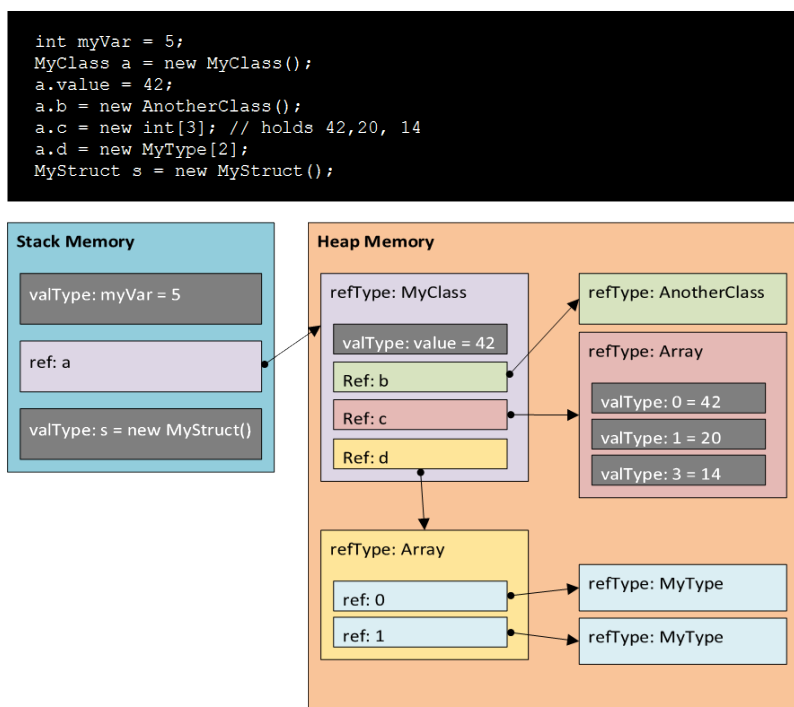 int myVar = 5;
MyClass a = new MyClass();
a.value = 42;
a.b = new AnotherClass();
a.c = new int[3]; // holds 42,20, 14
a.d = new MyType[2];
MyStruct s = new MyStruct();
Stack Memory
valType: myVar = 5
ref: a
valType: s = new MyStruct()
Heap Memory
refType: MyClass
valType: value = 42
Ref: b
Ref: c
Ref: d
refType: AnotherClass
refType: Array
valType: 0 = 42
valType: 1 = 20
valType: 3 = 14
refType: Array
ref: 0
ref: 1
refType: MyType
refType: MyType